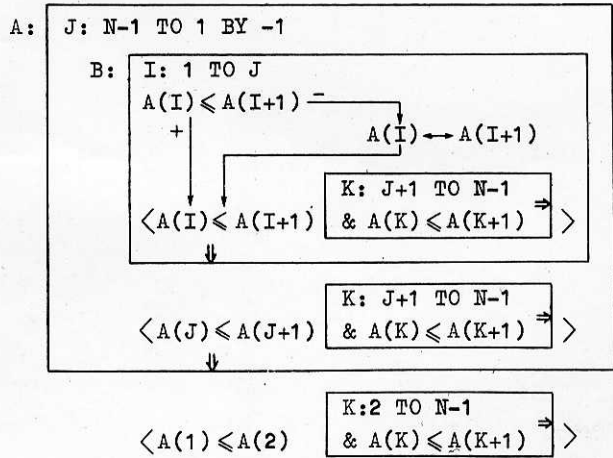 A: J: N-1 TO 1 BY -1
B: I: 1 TO J
A(I)⩽A(I+1) −
+ A(I)↔A(I+1)
K: J+1 TO N-1 ⇒
〈A(I)⩽A(I+1) & A(K)⩽A(K+1) 〉
⇓
K: J+1 TO N-1 ⇒
〈A(J)⩽A(J+1) & A(K)⩽A(K+1) 〉
⇓
K:2 TO N-1 ⇒
〈A(1)⩽A(2) & A(K)⩽A(K+1) 〉